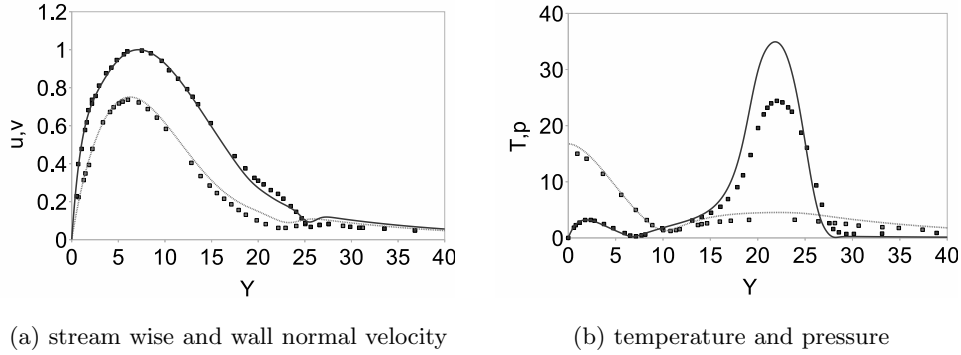 1.2
1
0.8
0.6
0.4
0.2
0
u,v
0 5 10 15 20 25 30 35 40
Y
40
30
20
10
0
T,p
0 5 10 15 20 25 30 35 40
Y
(a) stream wise and wall normal velocity
(b) temperature and pressure